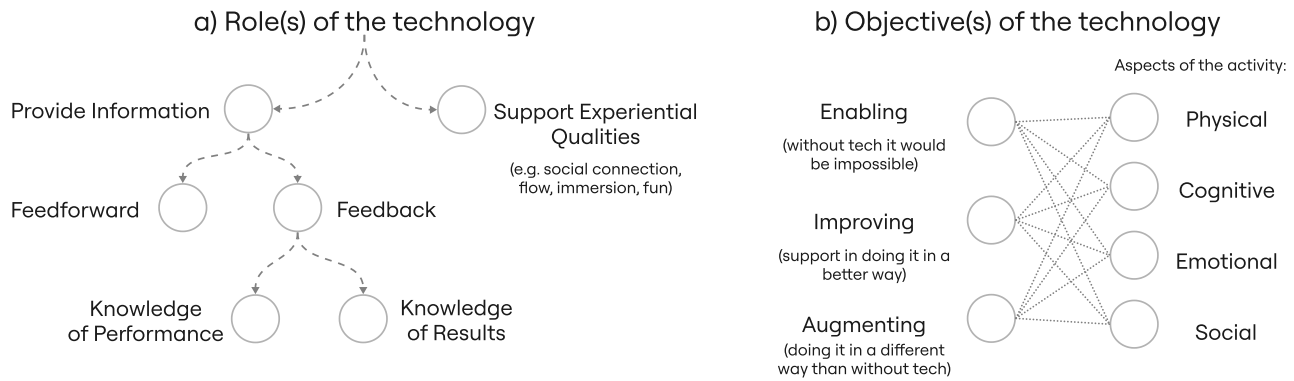 a) Role(s) of the technology
Provide Information
Support Experiential
Qualities
(e.g. social connection,
flow, immersion, fun)
Feedforward
Feedback
Knowledge
of Performance
Knowledge
of Results
b) Objective(s) of the technology
Aspects of the activity:
Enabling
(without tech it would
be impossible)
Improving
(support in doing it in a
better way)
Augmenting
(doing it in a different
way than without tech)
Physical
Cognitive
Emotional
Social